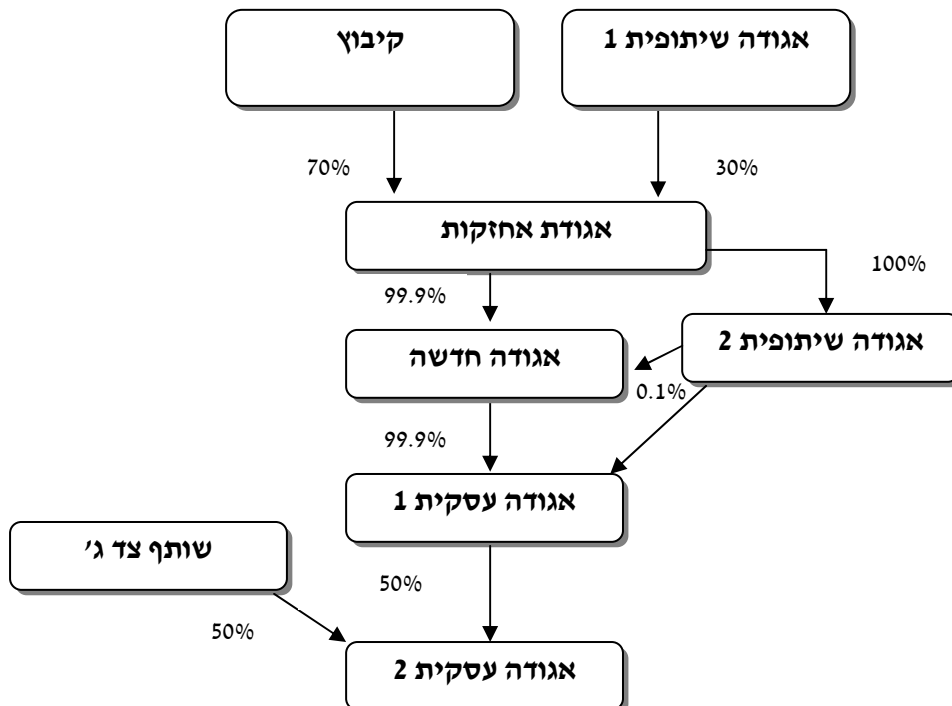 קיבוץ
אגודה שיתופית 1
70%
30%
אגודת אחזקות
100%
99.9%
אגודה שיתופית 2
אגודה חדשה
0.1%
99.9%
אגודה עסקית 1
שותף צד ג'
50%
50%
אגודה עסקית 2